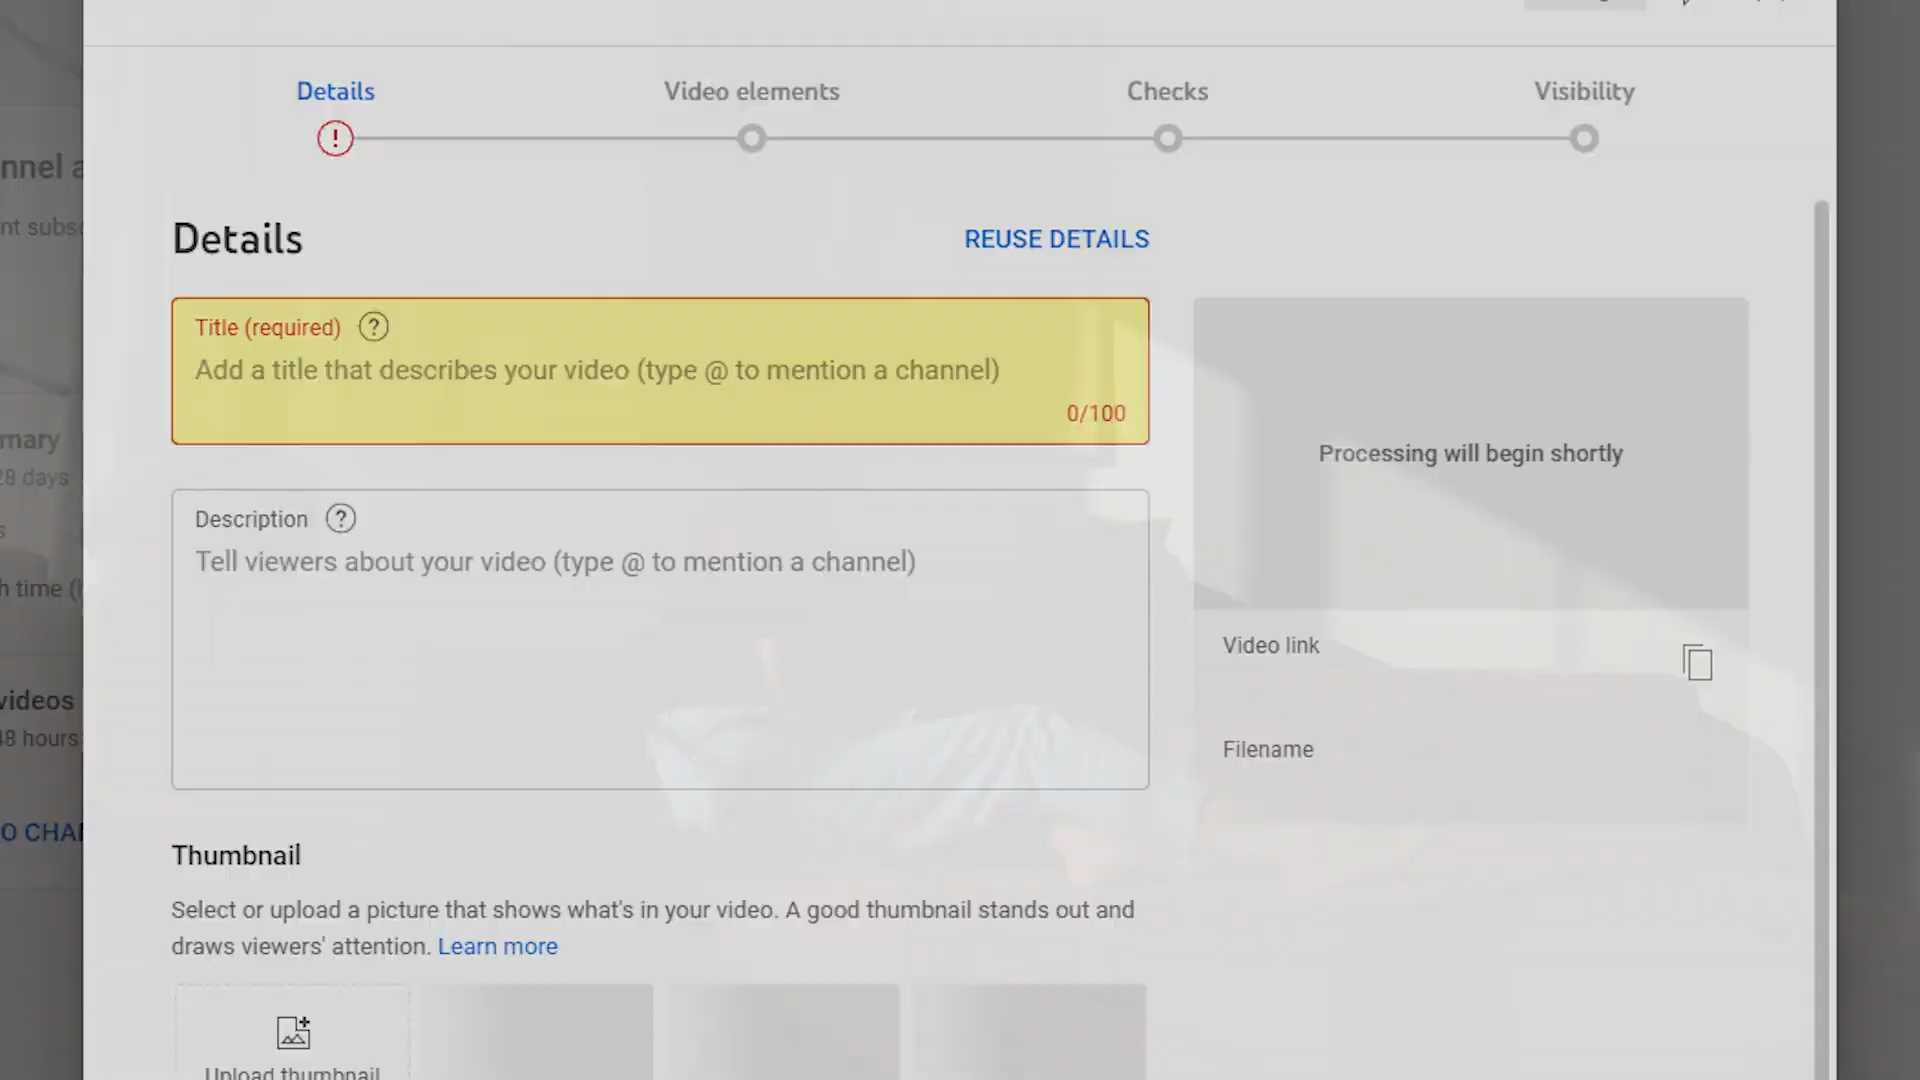 Details
Video elements
Checks
Visibility
nnel a
nt subsc
mary
28 days
s
h time (
videos
48 hours
O CHA
Details
REUSE DETAILS
Title (required)
Add a title that describes your video (type @ to mention a channel)
0/100
Description
Tell viewers about your video (type @ to mention a channel)
Processing will begin shortly
Video link
Filename
Thumbnail
Select or upload a picture that shows what's in your video. A good thumbnail stands out and
draws viewers' attention. Learn more
Upload thumbnail